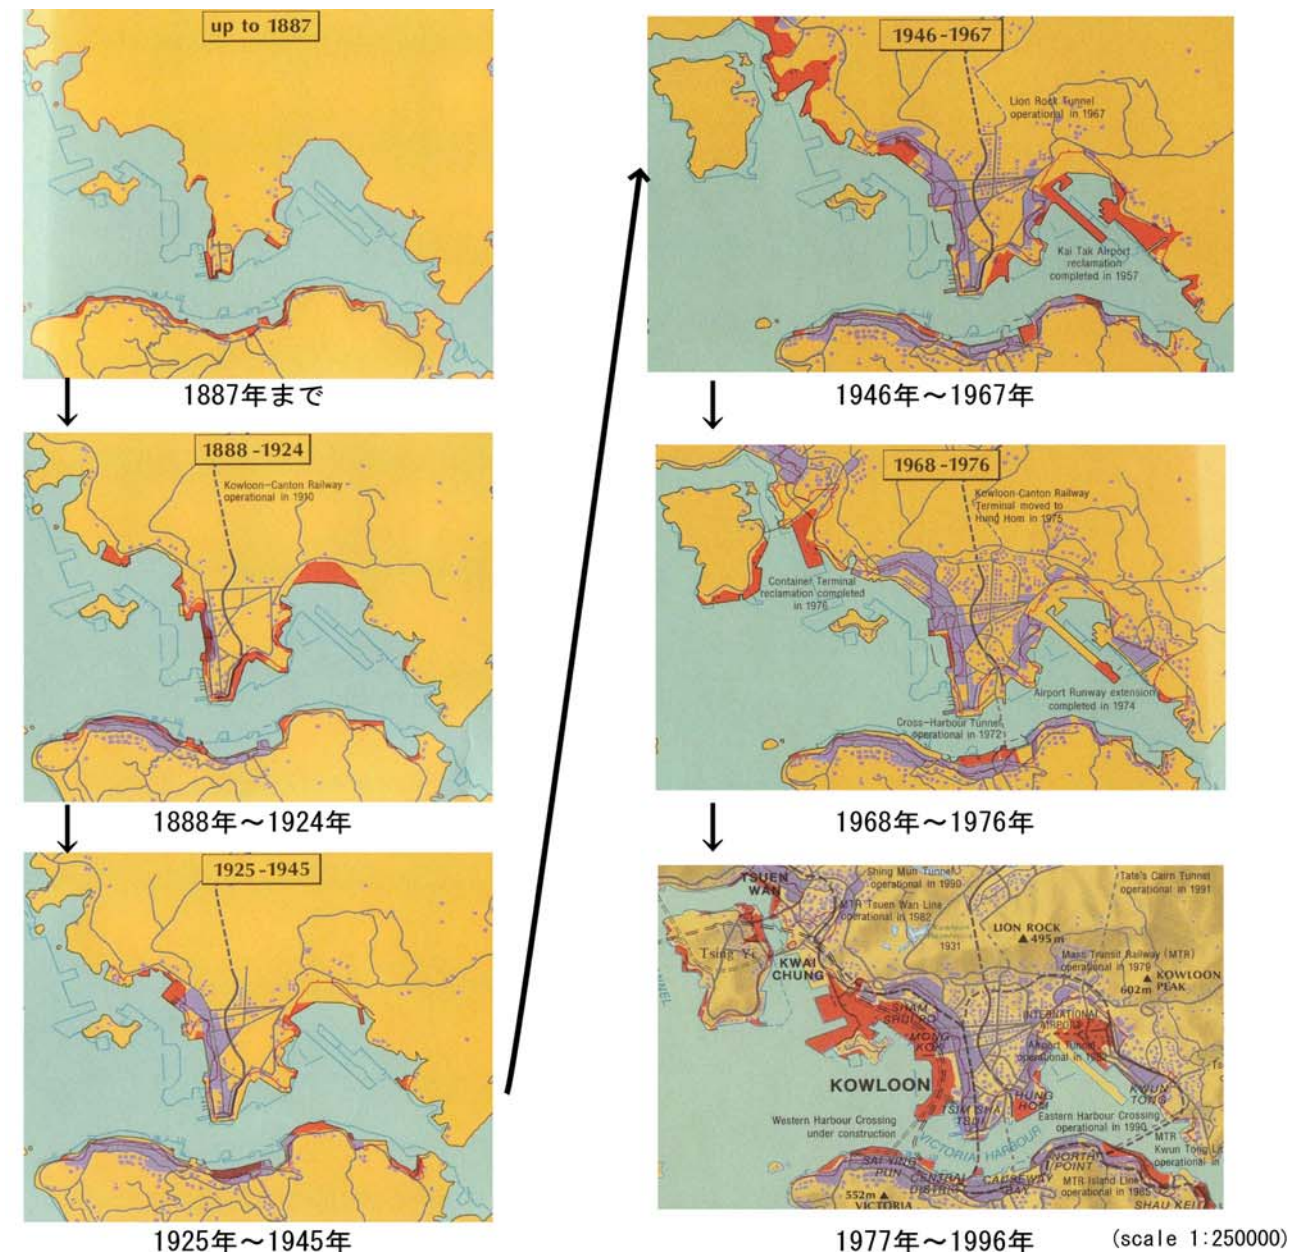 up to 1887
1887年まで
1888-1924
Kowloon-Canton Railway -
operational in 1910
1888年～1924年
1925-1945
1925年～1945年
1946-1967
Lion Rock Tunnel
operational in 1967
Kai Tak Airport
reclamation
completed in 1957
1946年～1967年
1968-1976
Kowloon-Canton Railway
Terminal moved to
Hung Hom in 1975
Container Terminal
reclamation completed
in 1976
Airport Runway extension
completed in 1974
Cross-Harbour Tunnel
operational in 1972
1968年～1976年
TSUEN
WAN
Shing Mun Tunnel
operational in 1990
Tate's Cairn Tunnel
operational in 1991
MTR Tsuen Wan Line
operational in 1982
1931
LION ROCK
▲ 495m
Tsing Yi
KWAI
CHUNG
Mass Transit Railway (MTR)
operational in 1979
KOWLOON
PEAK
602m
SHAM
SHUI PO
MONG
KOK
INTERNATIONAL
AIRPORT
Airport Tunnel
operational in
KOWLOON
KWUN
TONG
HUNG
HOM
TSIM SHA
TSUI
Western Harbour Crossing
under construction
Eastern Harbour Crossing
operational in 1990
VICTORIA HARBOUR
MTR
Kwun Tong
operational in
SAI YING
PUN
CENTRAL
DISTRICT
CAUSEWAY
BAY
NORTH
POINT
MTR Island Line
operational in 1985
552m ▲
VICTORIA
SHAU KEI
1977年～1996年
(scale 1:250000)